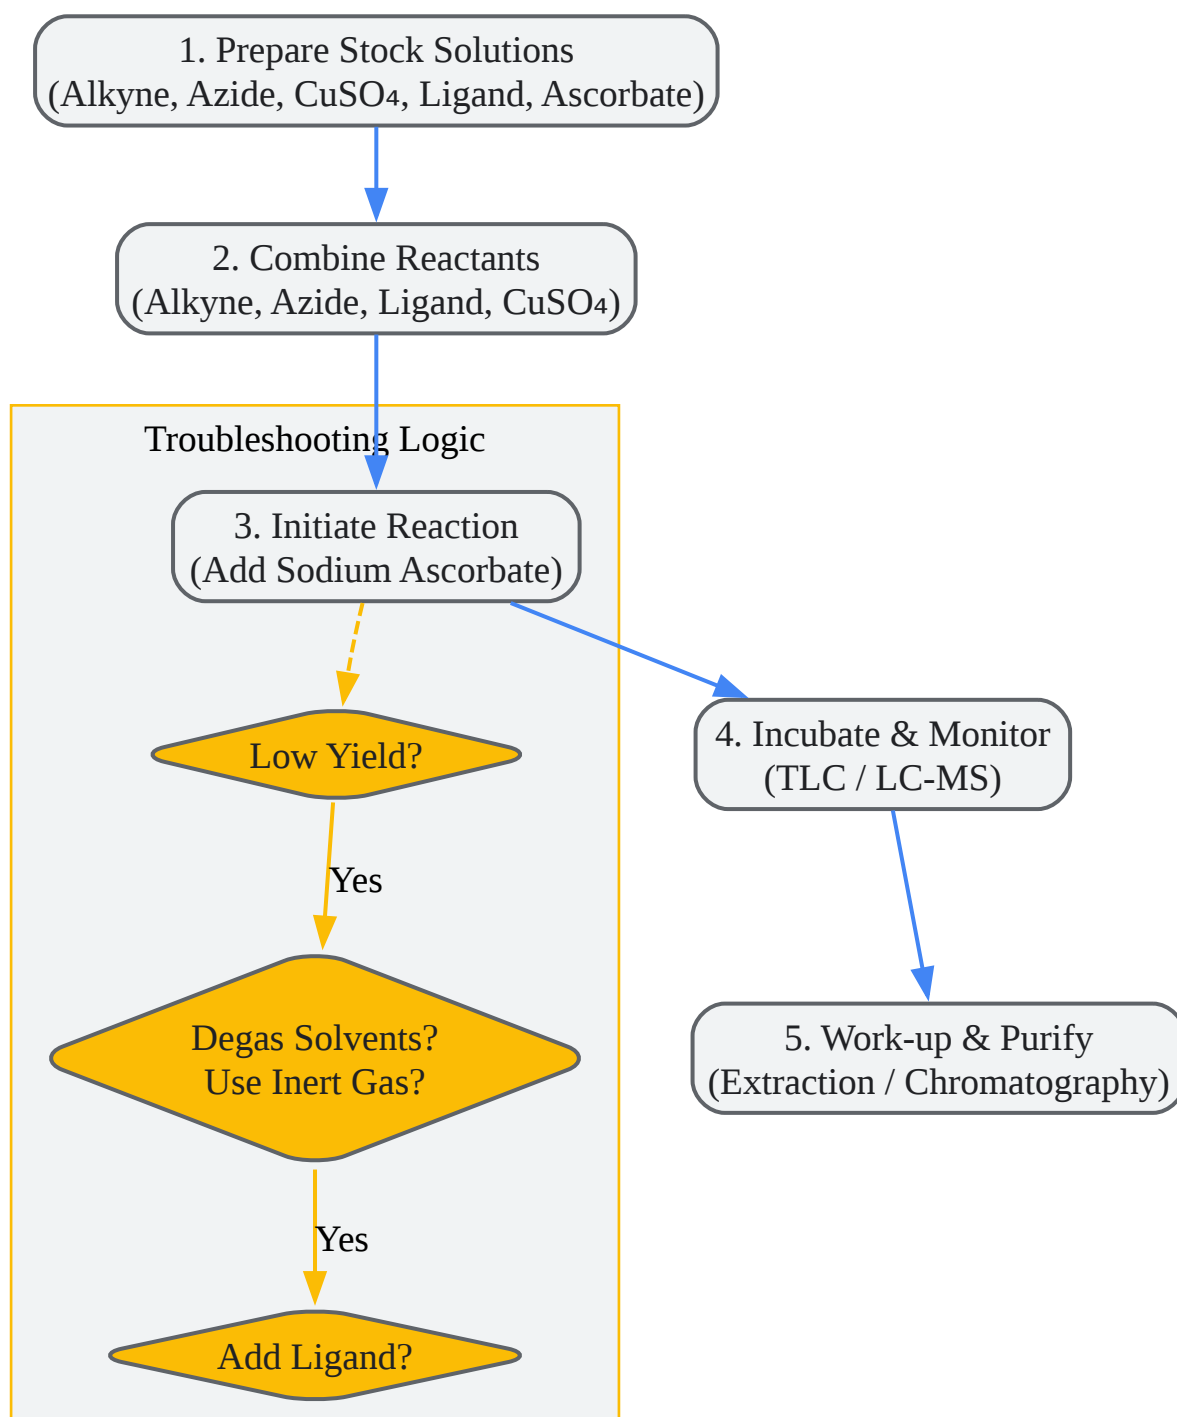 1. Prepare Stock Solutions
(Alkyne, Azide, CuSO₄, Ligand, Ascorbate)
2. Combine Reactants
(Alkyne, Azide, Ligand, CuSO₄)
Troubleshooting Logic
3. Initiate Reaction
(Add Sodium Ascorbate)
Low Yield?
4. Incubate & Monitor
(TLC / LC-MS)
Yes
Degas Solvents?
Use Inert Gas?
5. Work-up & Purify
(Extraction / Chromatography)
Yes
Add Ligand?